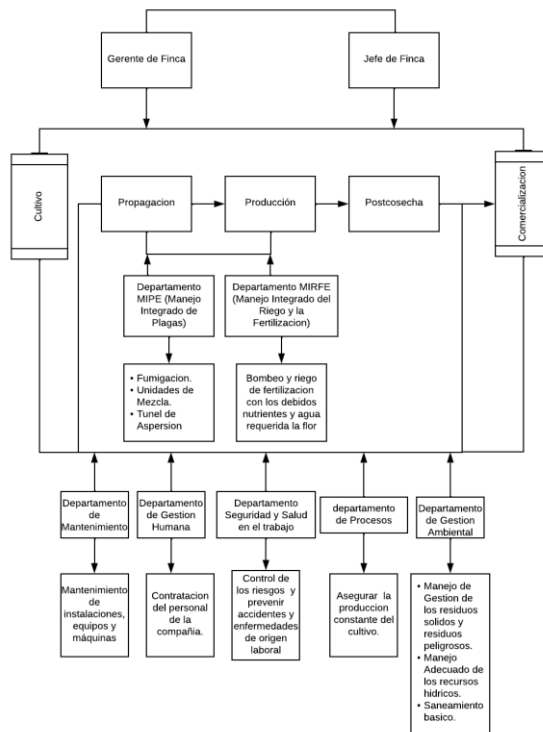 Gerente de Finca
Jefe de Finca
Cultivo
Propagacion
Producción
Postcosecha
Comercializacion
Departamento
MIPE (Manejo
Integrado de
Plagas)
Departamento MIRFE
(Manejo Integrado del
Riego y la
Fertilizacion)
• Fumigacion.
• Unidades de
Mezcla.
• Tunel de
Aspersion
Bombeo y riego
de fertilizacion
con los debidos
nutrientes y agua
requerida la flor
Departamento
de
Mantenimiento
Departamento
de Gestion
Humana
Departamento
Seguridad y Salud
en el trabajo
departamento
de Procesos
Departamento
de Gestion
Ambiental
Mantenimiento
de
instalaciones,
equipos y
máquinas
Contratacion del
personal de
la compañia.
Control de
los riesgos y
prevenir
accidentes y
enfermedades
de origen
laboral
Asegurar la
produccion
constante del
cultivo.
• Manejo de
Gestion de
los residuos
solidos y
residuos
peligrosos.
• Manejo
Adecuado de
los recursos
hidricos.
• Saneamiento
basico.